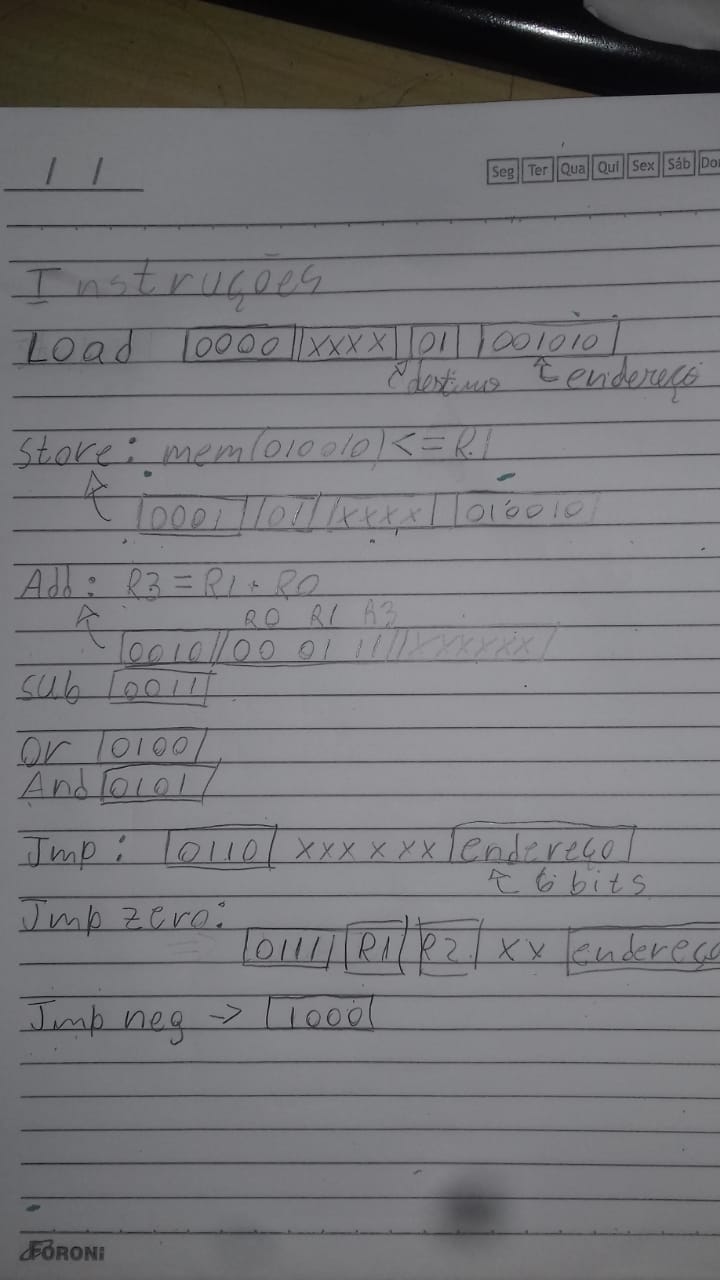 / /
Seg Ter Qua Qui Sex Sáb Do
Instruções
Load 0000 XXXX 01 001010
destino endereço
Store: mem(010010) <= R1
0001 01 XXXX 010010
Add: R3 = R1 + R0
R0 R1 R3
0010 00 01 11 XXXXXX
sub 0011
Or 0100
And 0101
Jmp: 0110 xxx xxx endereço
6 bits
Jmp zero:
0111 R1 R2 XX endereço
Jmp neg -> 1000
FORONI